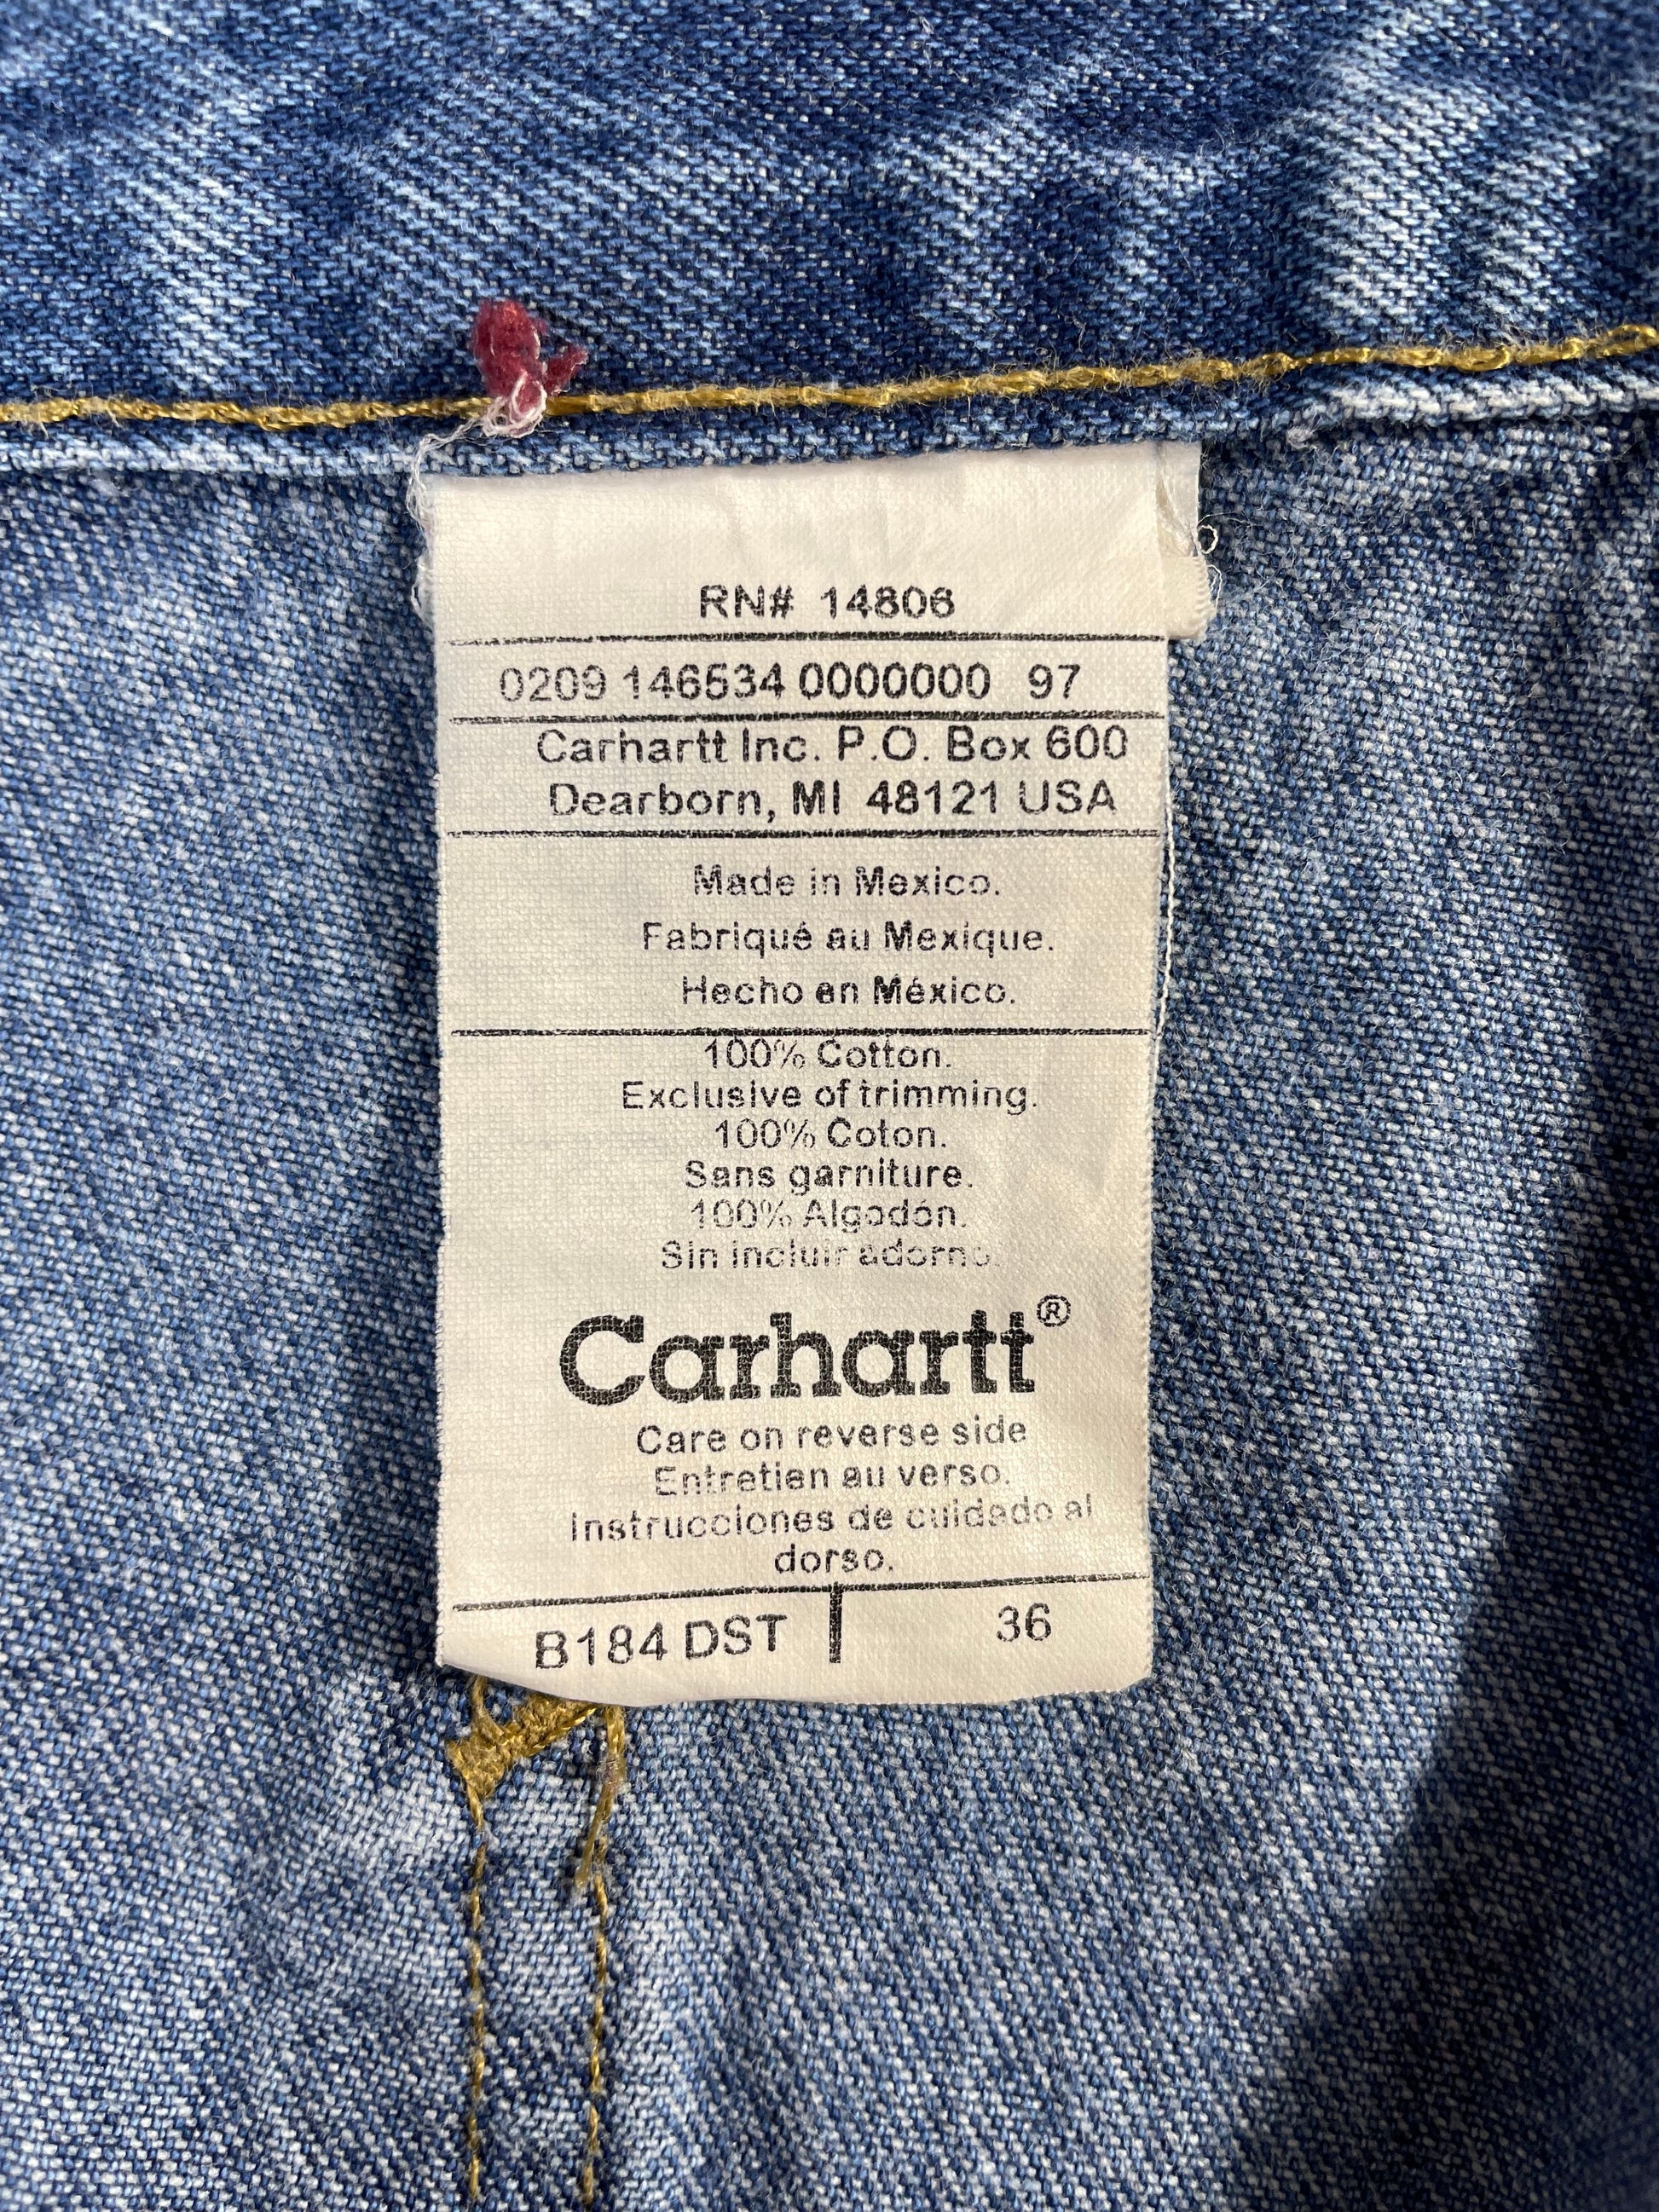 RN# 14806
0209 146534 0000000 97
Carhartt Inc. P.O. Box 600
Dearborn, MI 48121 USA
Made in Mexico.
Fabriqué au Mexique.
Hecho en México.
100% Cotton.
Exclusive of trimming.
100% Coton.
Sans garniture.
100% Algodón.
Sin incluir adorno.
Carhartt®
Care on reverse side
Entretien au verso.
Instrucciones de cuidado al
dorso.
B184 DST | 36